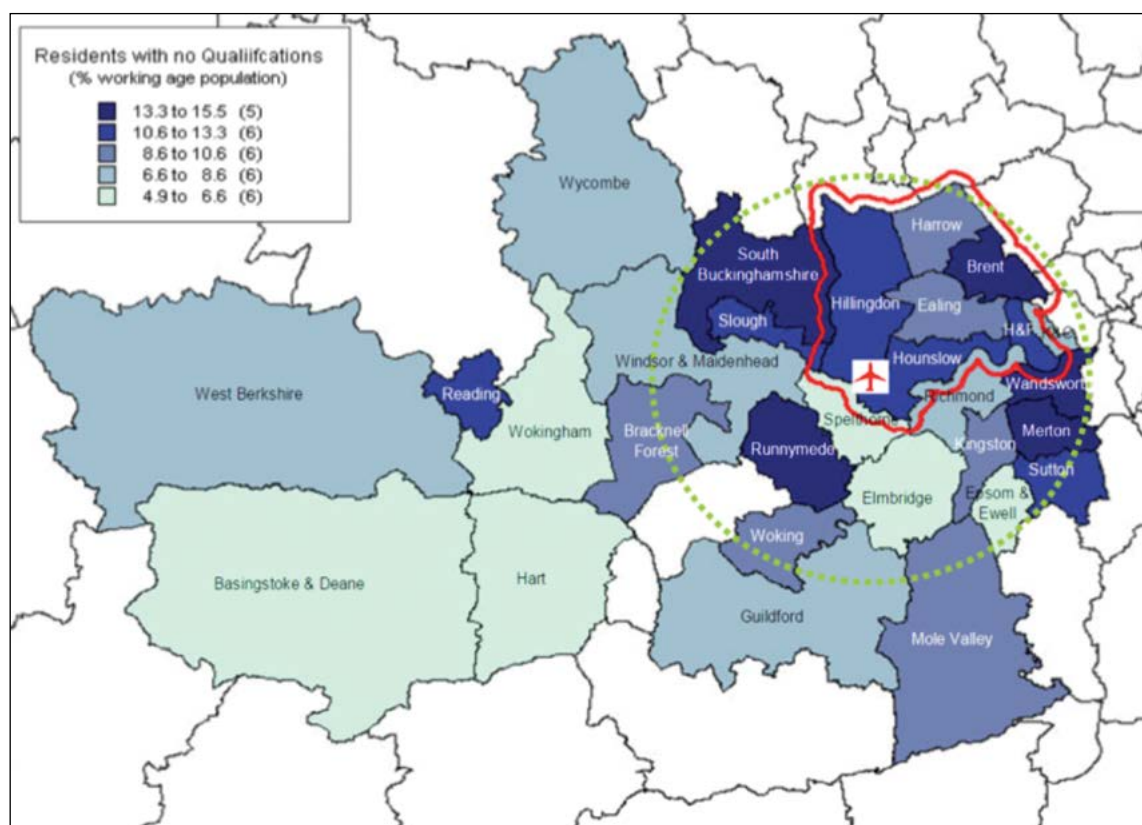 Residents with no Qualiifcations
(% working age population)
13.3 to 15.5 (5)
10.6 to 13.3 (6)
8.6 to 10.6 (6)
6.6 to 8.6 (6)
4.9 to 6.6 (6)
Wycombe
Harrow
South
Buckinghamshire
Brent
Hillingdon
Ealing
Slough
H&F
Hounslow
Windsor & Maidenhead
Wandsworth
West Berkshire
Reading
Richmond
Spelthorne
Wokingham
Bracknell
Forest
Runnymede
Kingston
Merton
Sutton
Elmbridge
Epsom &
Ewell
Woking
Basingstoke & Deane
Hart
Guildford
Mole Valley